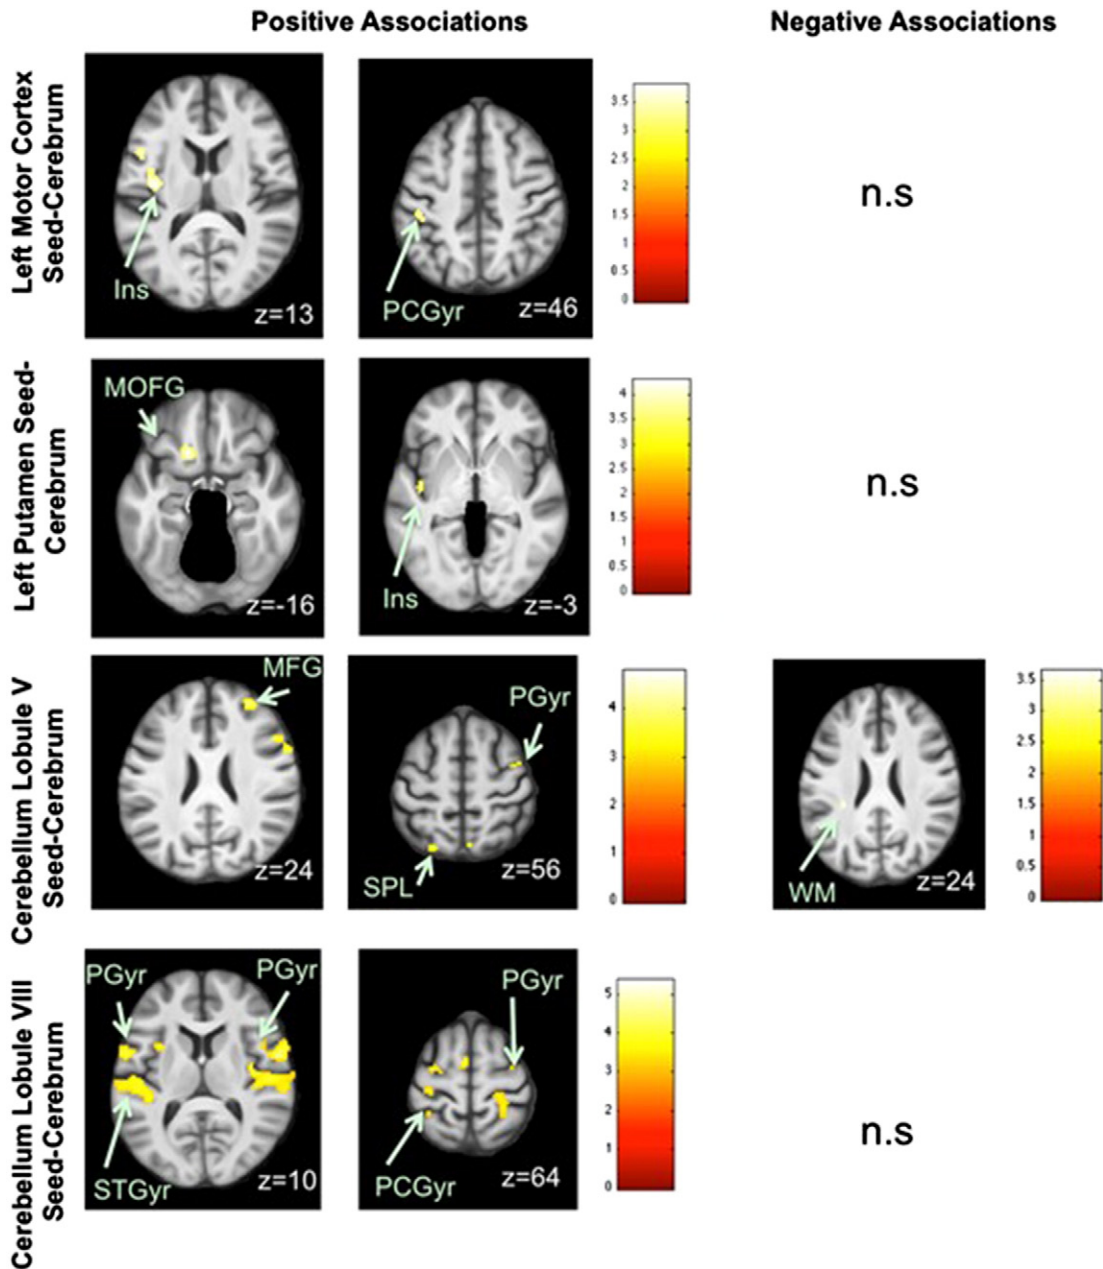 Positive Associations
Negative Associations
Left Motor Cortex
Seed-Cerebrum
Ins
z=13
PCGyr
z=46
3.5
3
2.5
2
1.5
1
0.5
0
n.s
Left Putamen Seed-
Cerebrum
MOFG
z=-16
Ins
z=-3
4
3.5
3
2.5
2
1.5
1
0.5
0
n.s
Cerebellum Lobule V
Seed-Cerebrum
MFG
z=24
PGyr
SPL
z=56
4
3
2
1
0
WM
z=24
3.5
3
2.5
2
1.5
1
0.5
0
Cerebellum Lobule VIII
Seed-Cerebrum
PGyr
PGyr
STGyr
z=10
PGyr
PCGyr
z=64
5
4
3
2
1
0
n.s